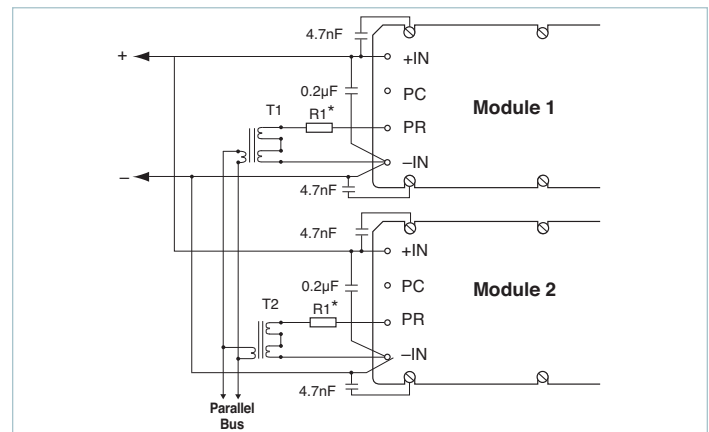 4.7nF
+
+IN
0.2µF
PC
Module 1
T1
R1*
PR
–IN
–
4.7nF
4.7nF
+IN
0.2µF
PC
Module 2
T2
R1*
PR
–IN
4.7nF
Parallel
Bus